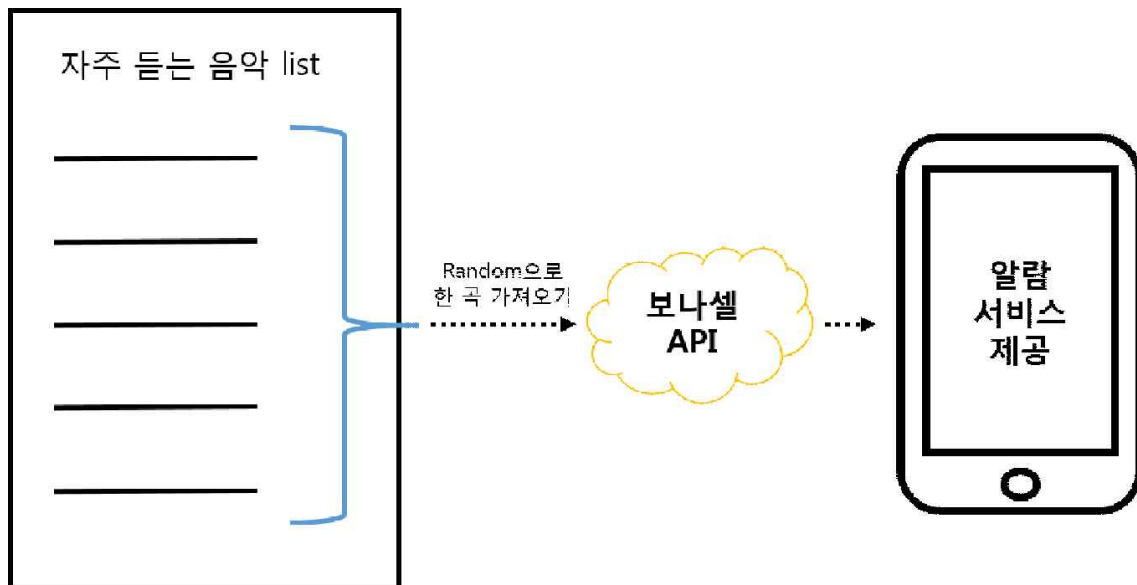 자주 듣는 음악 list
Random으로
한 곡 가져오기
보나셀
API
알람
서비스
제공